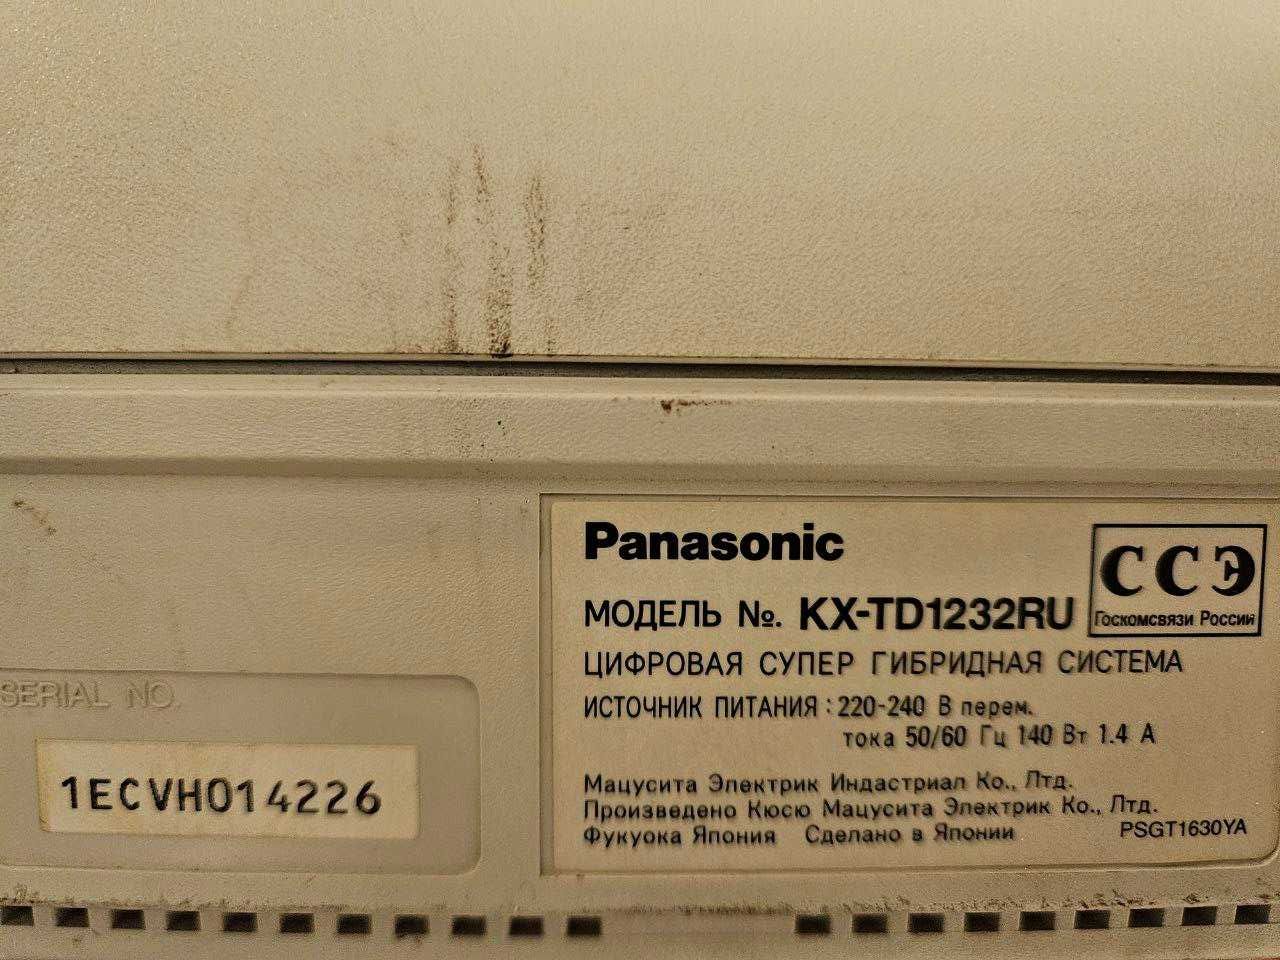 Panasonic
ССЭ
Госкомсвязи России
МОДЕЛЬ №. KX-TD1232RU
ЦИФРОВАЯ СУПЕР ГИБРИДНАЯ СИСТЕМА
ИСТОЧНИК ПИТАНИЯ : 220-240 В перем.
тока 50/60 Гц 140 Вт 1.4 А
Мацусита Электрик Индастриал Ко., Лтд.
Произведено Кюсю Мацусита Электрик Ко., Лтд.
Фукуока Япония Сделано в Японии PSGT1630YA
SERIAL NO.
1ECVH014226